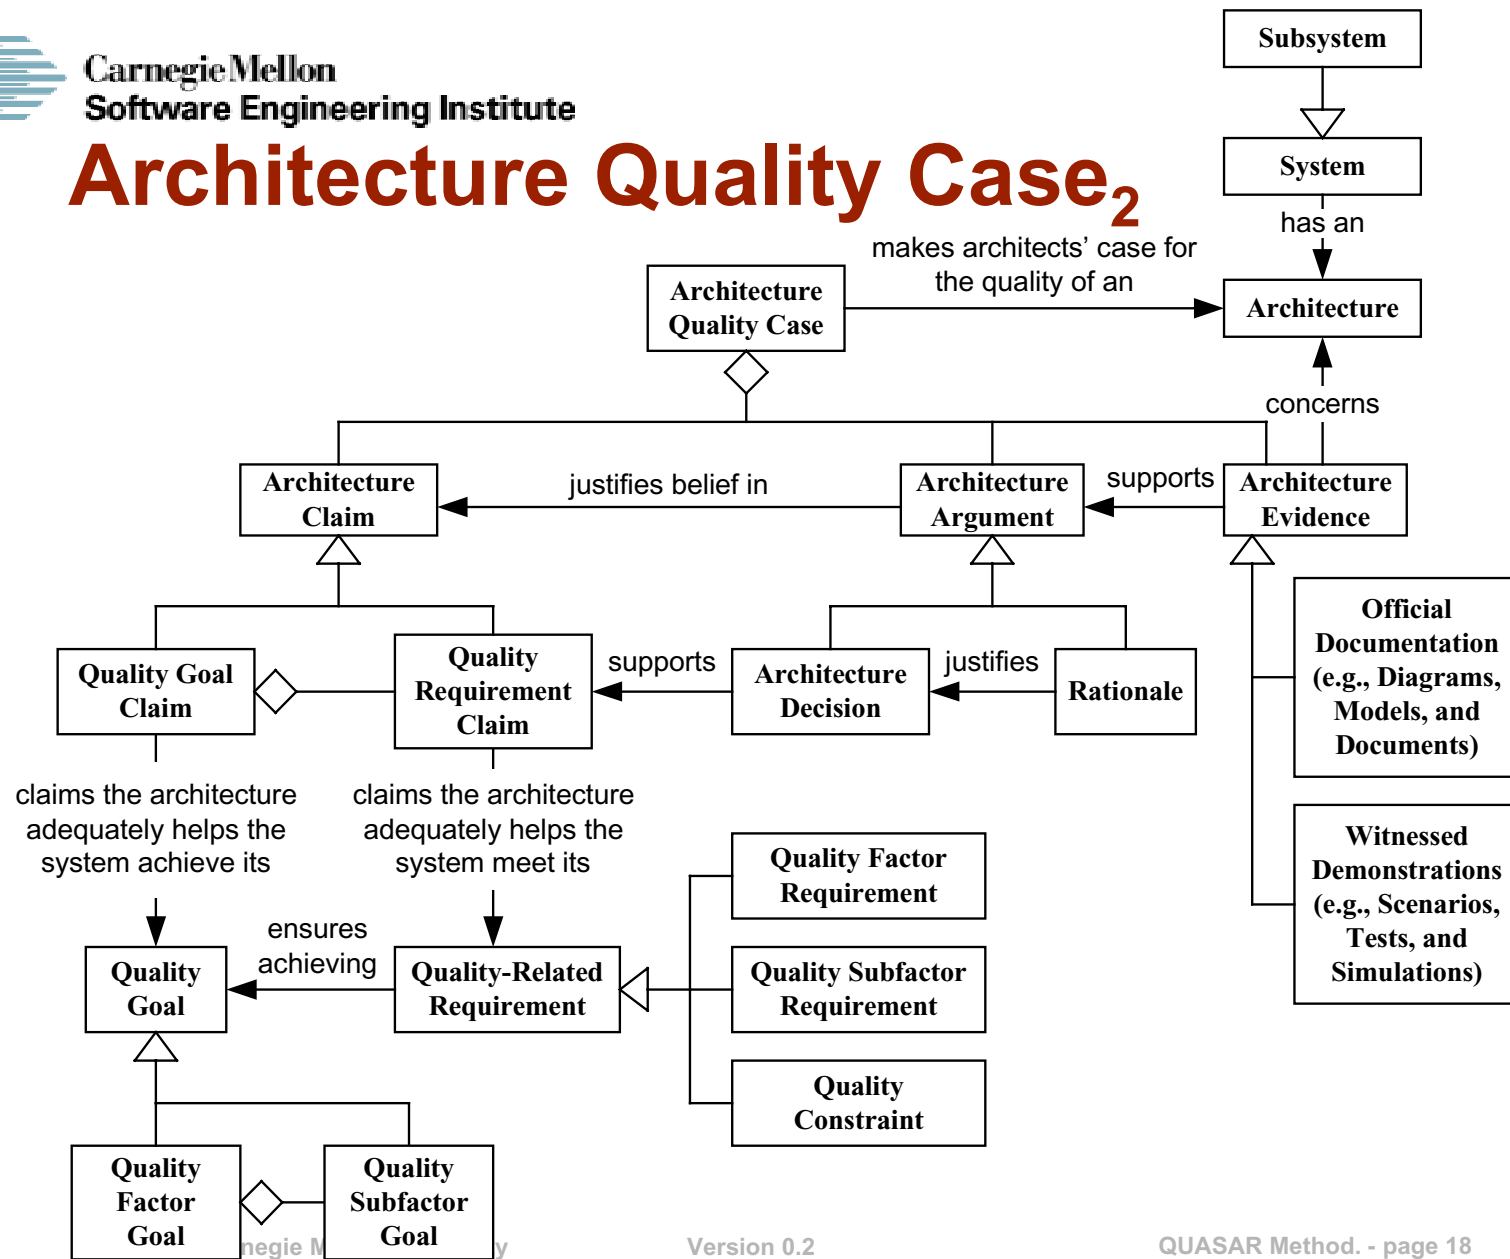 Carnegie Mellon
Software Engineering Institute
Architecture Quality Case2
Subsystem
System
has an
makes architects’ case for
the quality of an
Architecture
Quality Case
Architecture
concerns
Architecture
Claim
justifies belief in
Architecture
Argument
supports
Architecture
Evidence
Official
Documentation
(e.g., Diagrams,
Models, and
Documents)
Quality Goal
Claim
Quality
Requirement
Claim
supports
Architecture
Decision
justifies
Rationale
claims the architecture
adequately helps the
system achieve its
claims the architecture
adequately helps the
system meet its
Witnessed
Demonstrations
(e.g., Scenarios,
Tests, and
Simulations)
Quality Factor
Requirement
Quality
Goal
ensures
achieving
Quality-Related
Requirement
Quality Subfactor
Requirement
Quality
Constraint
Quality
Factor
Goal
Quality
Subfactor
Goal
Version 0.2
QUASAR Method. - page 18